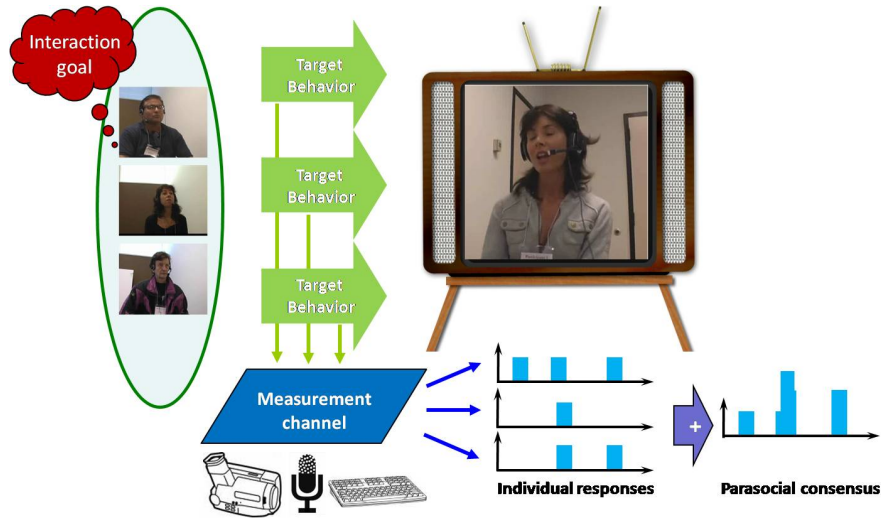 Interaction
goal
Target
Behavior
Target
Behavior
Target
Behavior
Measurement
channel
+
Individual responses
Parasocial consensus